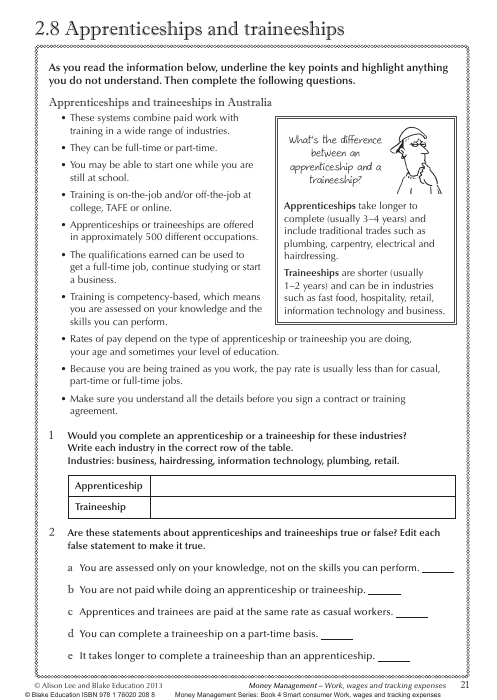 2.8 Apprenticeships and traineeships
As you read the information below, underline the key points and highlight anything
you do not understand. Then complete the following questions.
Apprenticeships and traineeships in Australia
• These systems combine paid work with
training in a wide range of industries.
• They can be full-time or part-time.
• You may be able to start one while you are
still at school.
• Training is on-the-job and/or off-the-job at
college, TAFE or online.
• Apprenticeships or traineeships are offered
in approximately 500 different occupations.
• The qualifications earned can be used to
get a full-time job, continue studying or start
a business.
• Training is competency-based, which means
you are assessed on your knowledge and the
skills you can perform.
What's the difference
between an
apprenticeship and a
traineeship?
Apprenticeships take longer to
complete (usually 3–4 years) and
include traditional trades such as
plumbing, carpentry, electrical and
hairdressing.
Traineeships are shorter (usually
1–2 years) and can be in industries
such as fast food, hospitality, retail,
information technology and business.
• Rates of pay depend on the type of apprenticeship or traineeship you are doing,
your age and sometimes your level of education.
• Because you are being trained as you work, the pay rate is usually less than for casual,
part-time or full-time jobs.
• Make sure you understand all the details before you sign a contract or training
agreement.
1 Would you complete an apprenticeship or a traineeship for these industries?
Write each industry in the correct row of the table.
Industries: business, hairdressing, information technology, plumbing, retail.
Apprenticeship
Traineeship
2 Are these statements about apprenticeships and traineeships true or false? Edit each
false statement to make it true.
a You are assessed only on your knowledge, not on the skills you can perform.
b You are not paid while doing an apprenticeship or traineeship.
c Apprentices and trainees are paid at the same rate as casual workers.
d You can complete a traineeship on a part-time basis.
e It takes longer to complete a traineeship than an apprenticeship.
© Alison Lee and Blake Education 2013 Money Management – Work, wages and tracking expenses 21
© Blake Education ISBN 978 1 76020 208 8 Money Management Series: Book 4 Smart consumer Work, wages and tracking expenses